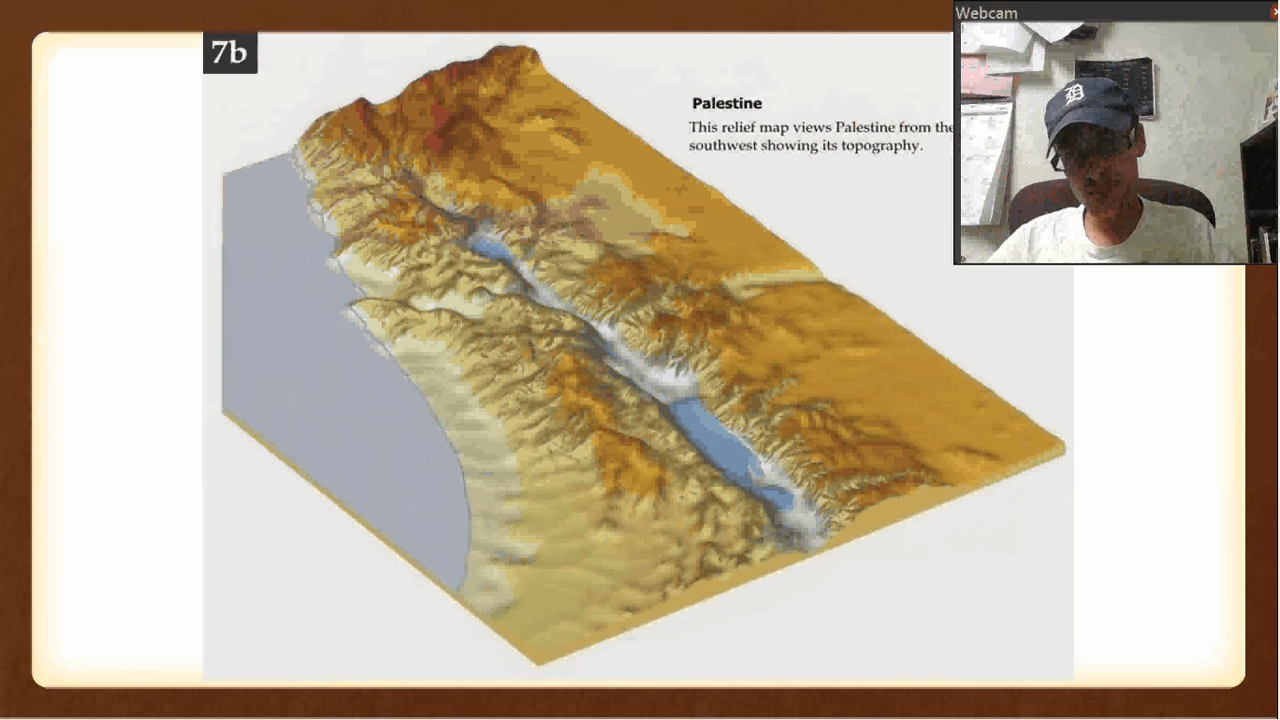 Webcam
7b
Palestine
This relief map views Palestine from the
southwest showing its topography.
D